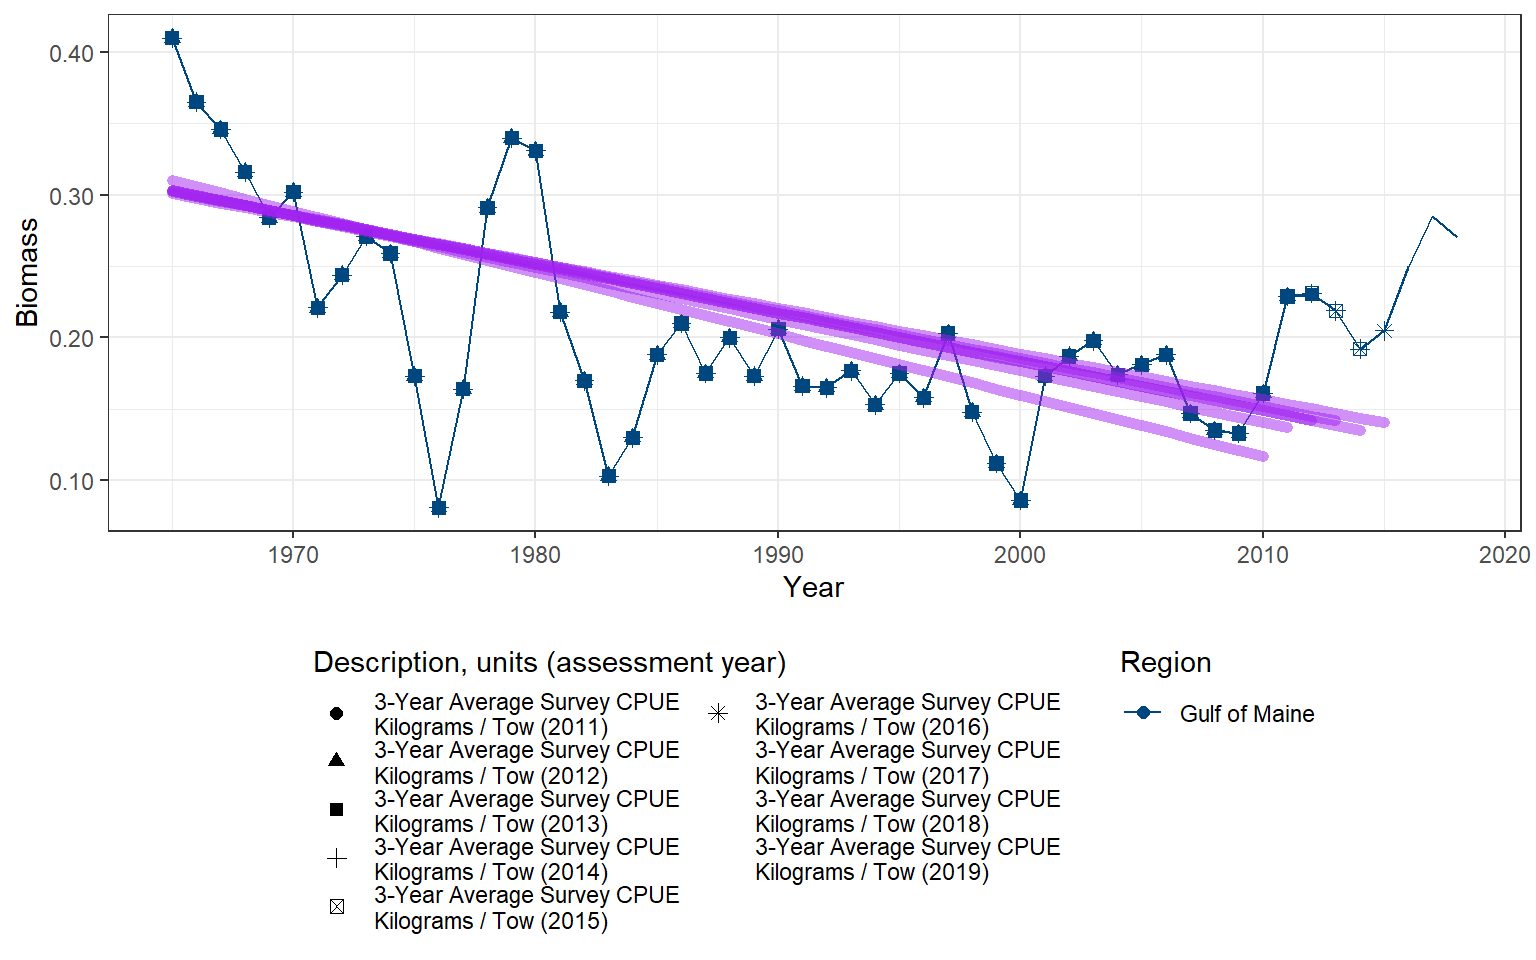 0.40
0.30
0.20
0.10
Biomass
1970 1980 1990 2000 2010 2020
Year
Description, units (assessment year)
3-Year Average Survey CPUE
Kilograms / Tow (2011)
3-Year Average Survey CPUE
Kilograms / Tow (2012)
3-Year Average Survey CPUE
Kilograms / Tow (2013)
3-Year Average Survey CPUE
Kilograms / Tow (2014)
3-Year Average Survey CPUE
Kilograms / Tow (2015)
3-Year Average Survey CPUE
Kilograms / Tow (2016)
3-Year Average Survey CPUE
Kilograms / Tow (2017)
3-Year Average Survey CPUE
Kilograms / Tow (2018)
3-Year Average Survey CPUE
Kilograms / Tow (2019)
Region
Gulf of Maine